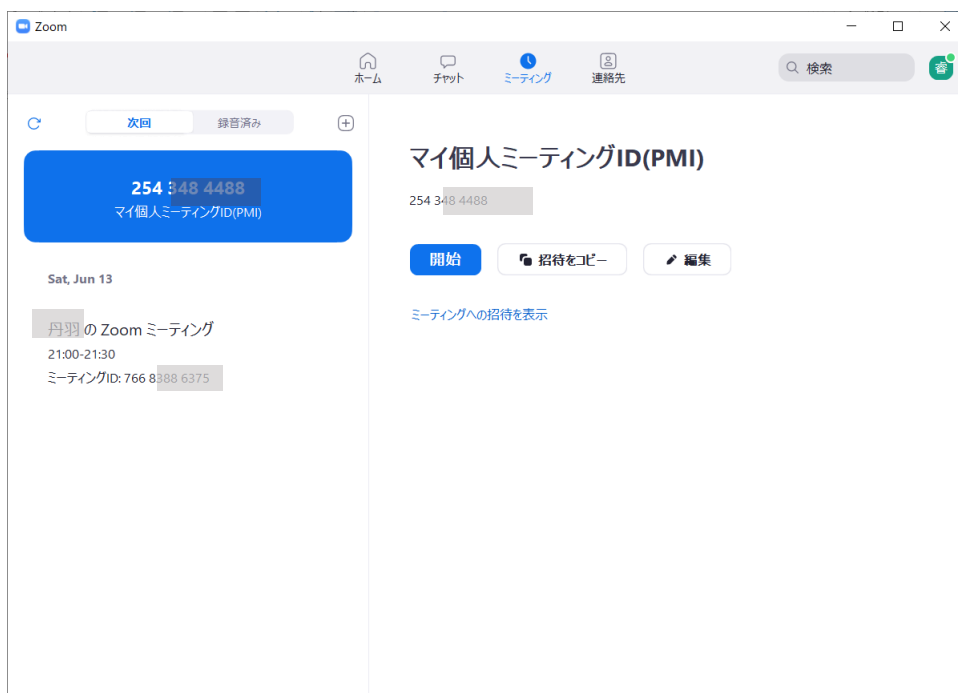 Zoom
ホーム
チャット
ミーティング
連絡先
検索
睿
次回
録音済み
254 348 4488
マイ個人ミーティングID(PMI)
Sat, Jun 13
丹羽 の Zoom ミーティング
21:00-21:30
ミーティングID: 766 8388 6375
マイ個人ミーティングID(PMI)
254 348 4488
開始
招待をコピー
編集
ミーティングへの招待を表示